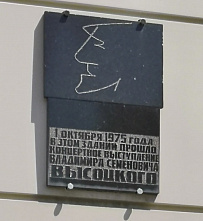 1 ОКТЯБРЯ 1975 ГОДА
В ЭТОМ ЗДАНИИ ПРОШЛО
КОНЦЕРТНОЕ ВЫСТУПЛЕНИЕ
ВЛАДИМИРА СЕМЕНОВИЧА
ВЫСОЦКОГО